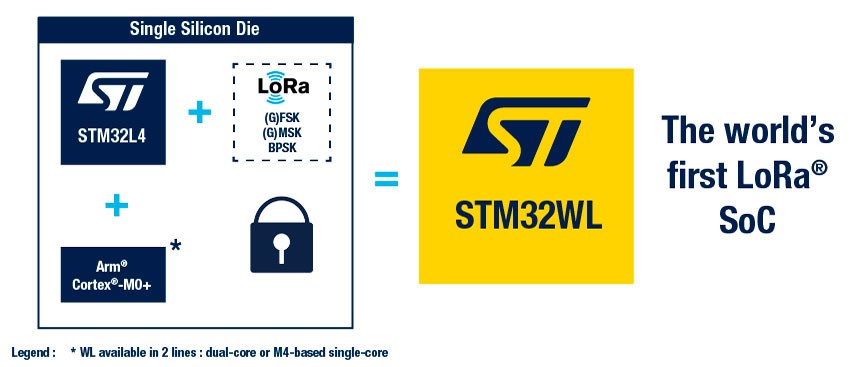 Single Silicon Die
ST
STM32L4
+
LoRa
(G)FSK
(G)MSK
BPSK
+
*
Arm®
Cortex®-M0+
=
ST
STM32WL
The world's
first LoRa®
SoC
Legend : * WL available in 2 lines : dual-core or M4-based single-core